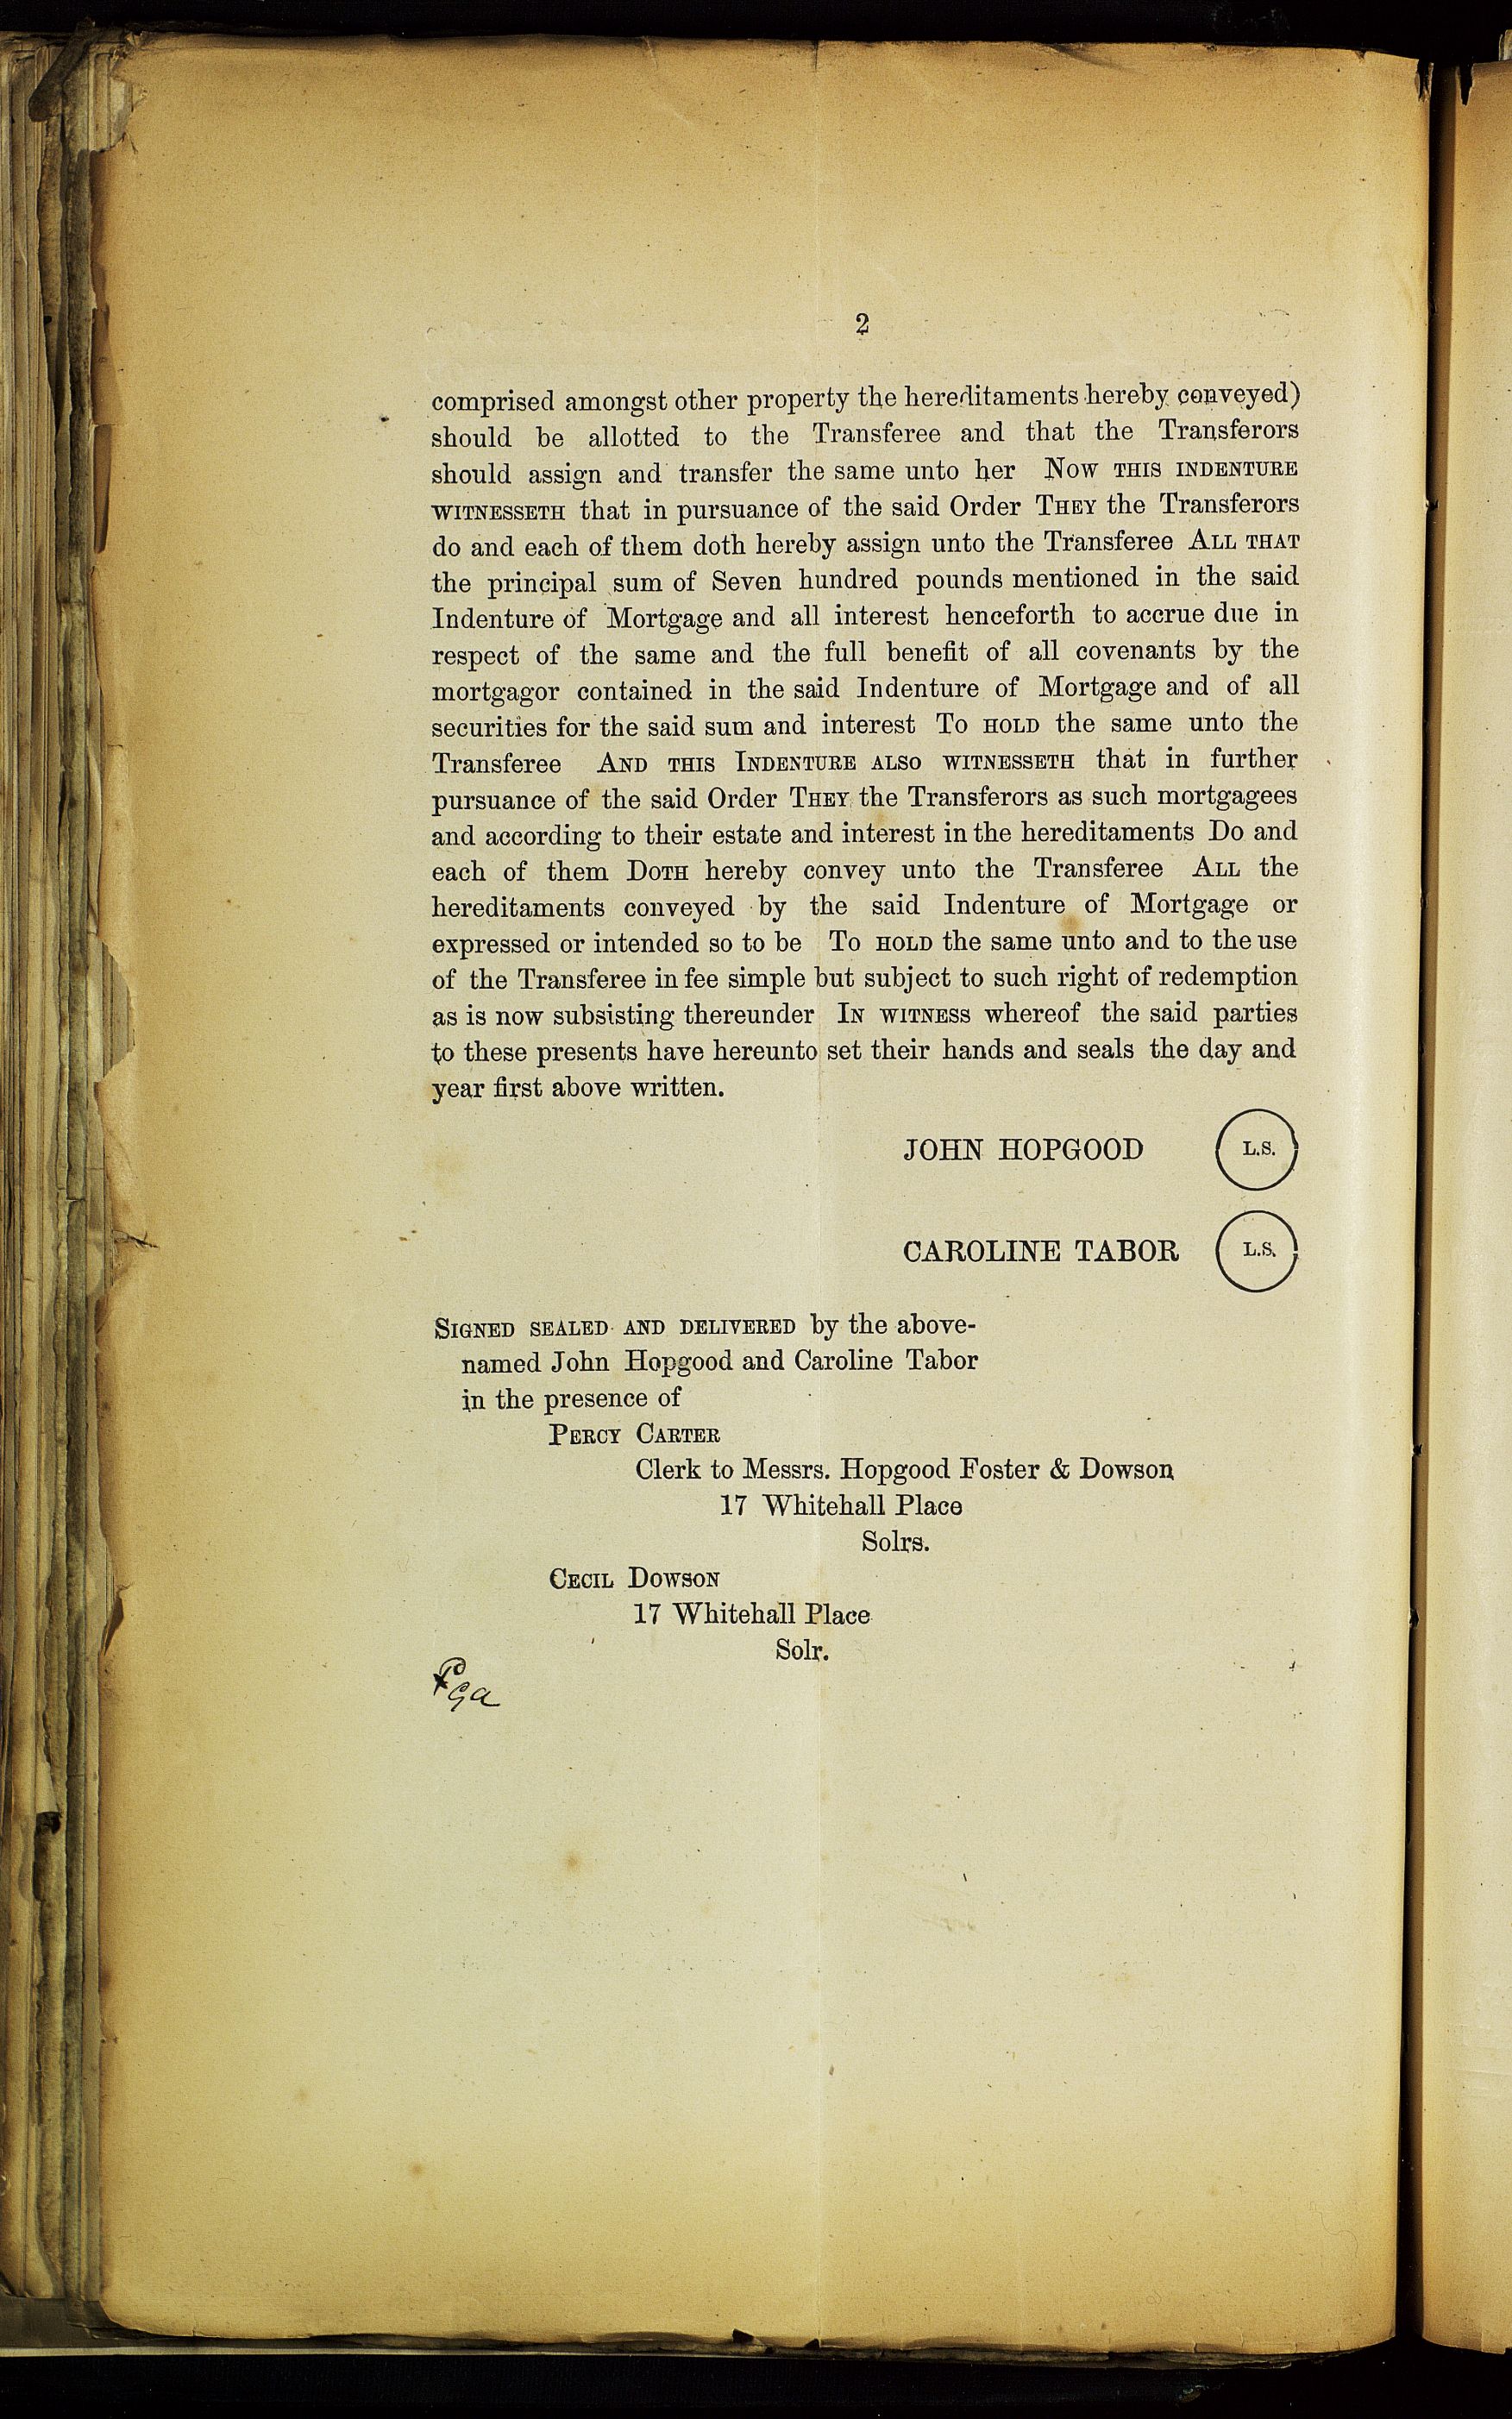 2
comprised amongst other property the hereditaments hereby conveyed)
should be allotted to the Transferee and that the Transferors
should assign and transfer the same unto her Now THIS INDENTURE
WITNESSETH that in pursuance of the said Order THEY the Transferors
do and each of them doth hereby assign unto the Transferee ALL THAT
the principal sum of Seven hundred pounds mentioned in the said
Indenture of Mortgage and all interest henceforth to accrue due in
respect of the same and the full benefit of all covenants by the
mortgagor contained in the said Indenture of Mortgage and of all
securities for the said sum and interest To HOLD the same unto the
Transferee AND THIS INDENTURE ALSO WITNESSETH that in further
pursuance of the said Order THEY the Transferors as such mortgagees
and according to their estate and interest in the hereditaments Do and
each of them DOTH hereby convey unto the Transferee ALL the
hereditaments conveyed by the said Indenture of Mortgage or
expressed or intended so to be To HOLD the same unto and to the use
of the Transferee in fee simple but subject to such right of redemption
as is now subsisting thereunder IN WITNESS whereof the said parties
to these presents have hereunto set their hands and seals the day and
year first above written.
JOHN HOPGOOD L.S.
CAROLINE TABOR L.S.
SIGNED SEALED AND DELIVERED by the above-
named John Hopgood and Caroline Tabor
in the presence of
PERCY CARTER
Clerk to Messrs. Hopgood Foster & Dowson
17 Whitehall Place
Solrs.
CECIL DOWSON
17 Whitehall Place
Solr.